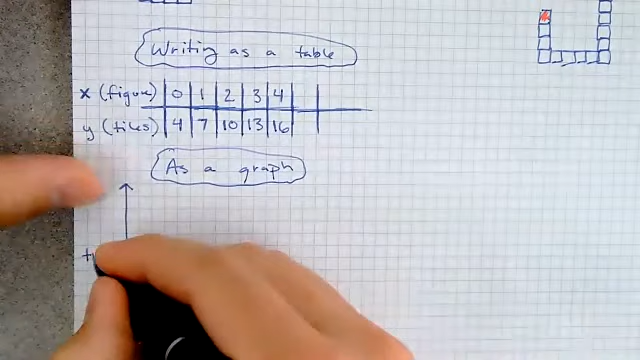 Writing as a table
x (figure) 0 1 2 3 4
y (tiles) 4 7 10 13 16
As a graph